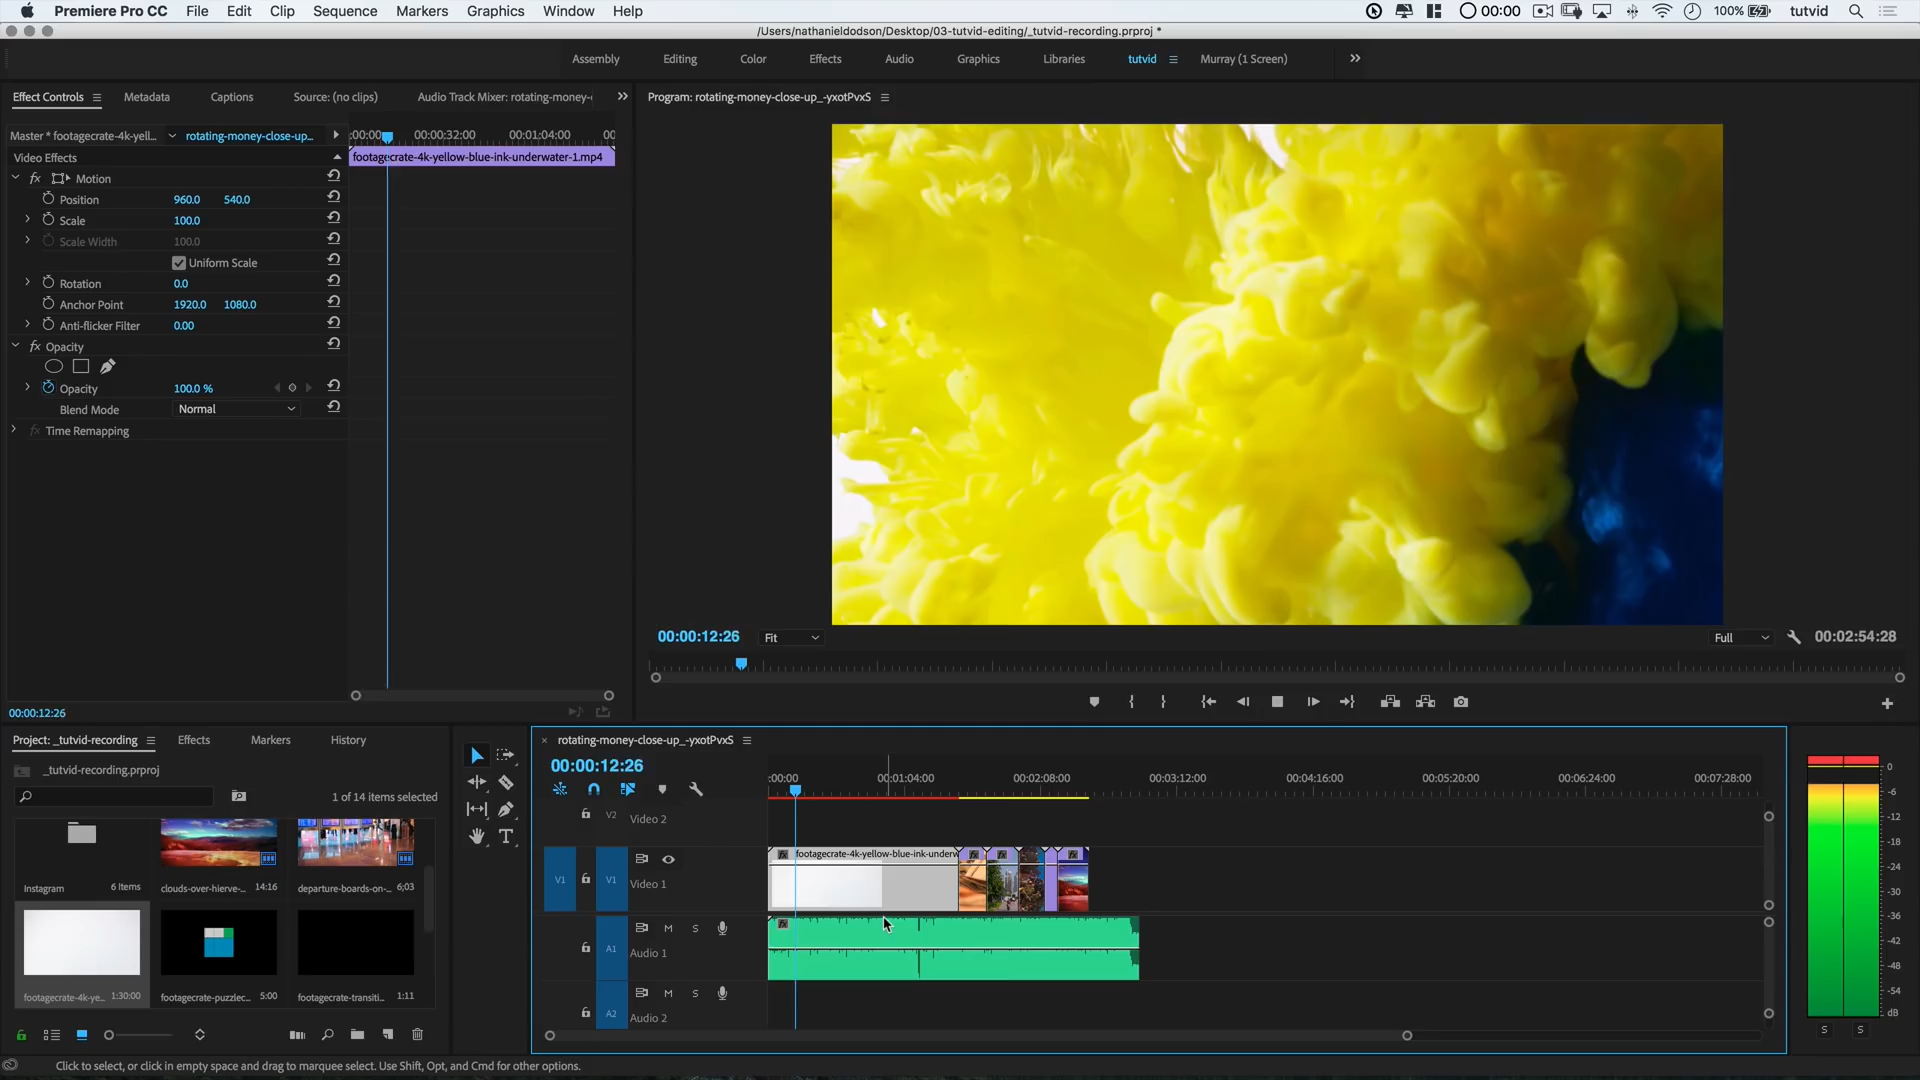 Premiere Pro CC File Edit Clip Sequence Markers Graphics Window Help 00:00 100% tutvid
/Users/nathanieldodson/Desktop/03-tutvid-editing/_tutvid-recording.prproj *
Assembly Editing Color Effects Audio Graphics Libraries tutvid Murray (1 Screen)
Effect Controls Metadata Captions Source: (no clips) Audio Track Mixer: rotating-money-
Program: rotating-money-close-up_-yxotPvxS
Master * footagecrate-4k-yell... rotating-money-close-up...
:00:00 00:00:32:00 00:01:04:00 00
Video Effects
footagecrate-4k-yellow-blue-ink-underwater-1.mp4
fx Motion
Position 960.0 540.0
Scale 100.0
Scale Width 100.0
Uniform Scale
Rotation 0.0
Anchor Point 1920.0 1080.0
Anti-flicker Filter 0.00
fx Opacity
Opacity 100.0 %
Blend Mode Normal
fx Time Remapping
00:00:12:26
00:00:12:26 Fit Full 00:02:54:28
Project: _tutvid-recording Effects Markers History
_tutvid-recording.prproj
1 of 14 items selected
Instagram 6 Items
clouds-over-hierve-... 14:16
departure-boards-on-... 6;03
footagecrate-4k-ye... 1:30:00
footagecrate-puzzlec... 5:00
footagecrate-transiti... 1:11
T
× rotating-money-close-up_-yxotPvxS
00:00:12:26
:00:00 00:01:04:00 00:02:08:00 00:03:12:00 00:04:16:00 00:05:20:00 00:06:24:00 00:07:28:00
V2 Video 2
fx footagecrate-4k-yellow-blue-ink-underw fx fx fx
V1 V1 Video 1
M S fx
A1 Audio 1
M S
A2 Audio 2
0
-6
-12
-18
-24
-30
-36
-42
-48
-54
dB
S S
Click to select, or click in empty space and drag to marquee select. Use Shift, Opt, and Cmd for other options.